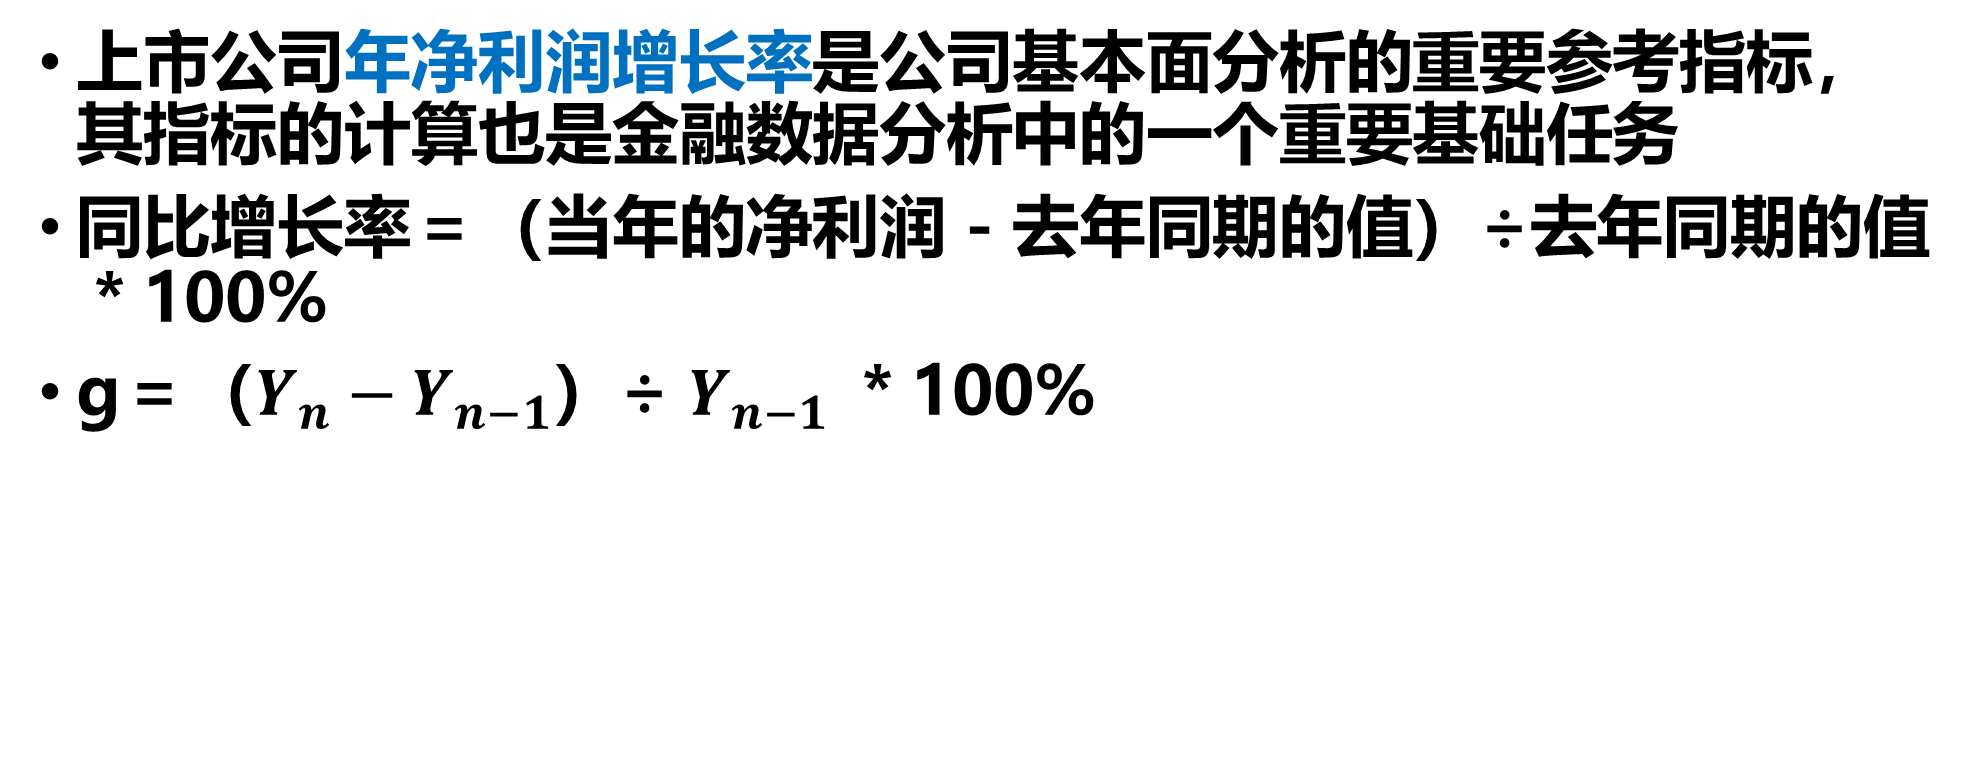 • 上市公司年净利润增长率是公司基本面分析的重要参考指标，
其指标的计算也是金融数据分析中的一个重要基础任务
• 同比增长率 = （当年的净利润 - 去年同期的值）÷去年同期的值
* 100%
• g = （Yₙ − Yₙ₋₁）÷ Yₙ₋₁ * 100%